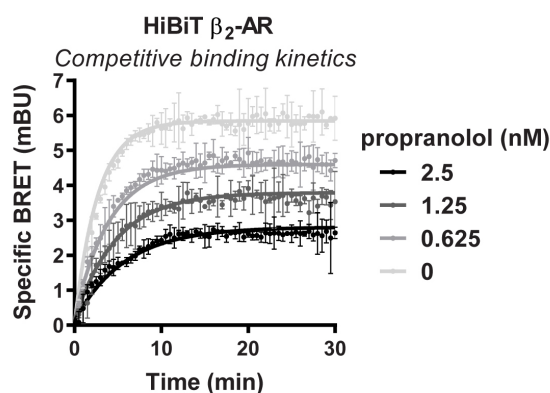 HiBiT β₂-AR
Competitive binding kinetics
Specific BRET (mBU)
7
6
5
4
3
2
1
0
0 10 20 30
Time (min)
propranolol (nM)
2.5
1.25
0.625
0